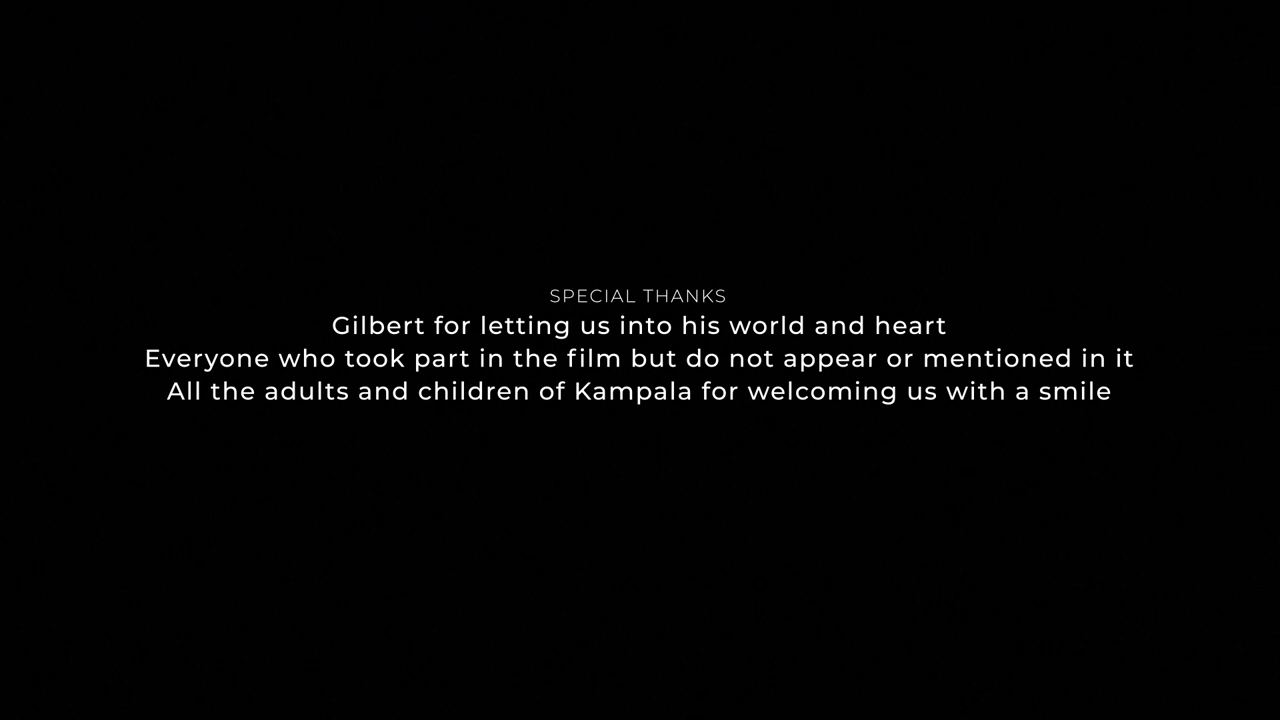 SPECIAL THANKS
Gilbert for letting us into his world and heart
Everyone who took part in the film but do not appear or mentioned in it
All the adults and children of Kampala for welcoming us with a smile